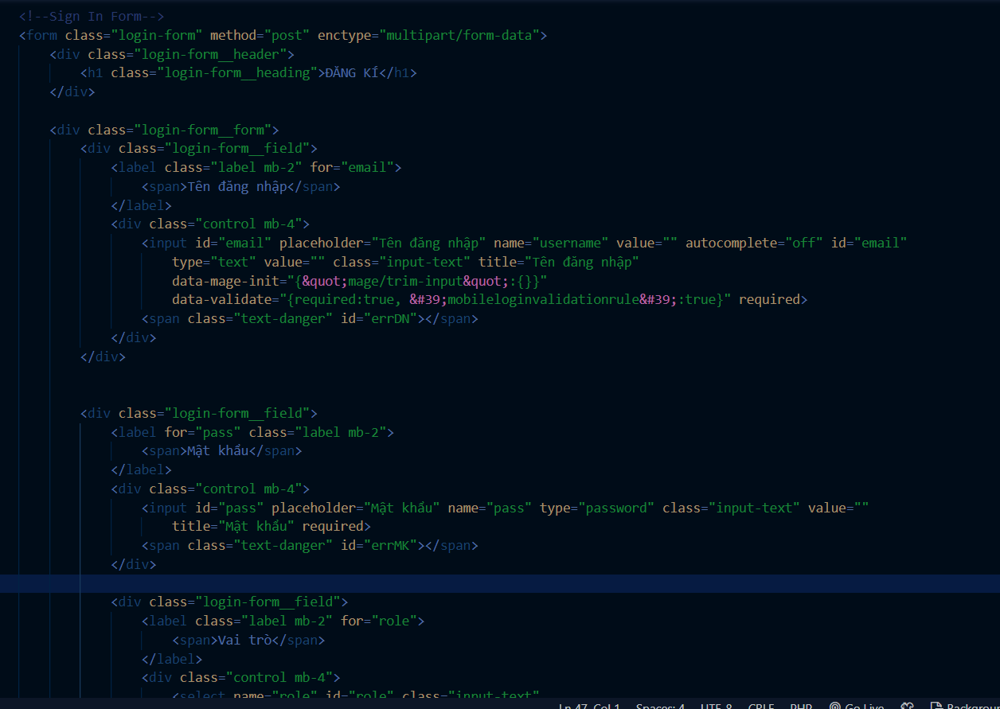 <!--Sign In Form-->
<form class="login-form" method="post" enctype="multipart/form-data">
<div class="login-form__header">
<h1 class="login-form__heading">ĐĂNG KÍ</h1>
</div>
<div class="login-form__form">
<div class="login-form__field">
<label class="label mb-2" for="email">
<span>Tên đăng nhập</span>
</label>
<div class="control mb-4">
<input id="email" placeholder="Tên đăng nhập" name="username" value="" autocomplete="off" id="email"
type="text" value="" class="input-text" title="Tên đăng nhập"
data-mage-init="{&quot;mage/trim-input&quot;:{}}"
data-validate="{required:true, &#39;mobileloginvalidationrule&#39;:true}" required>
<span class="text-danger" id="errDN"></span>
</div>
</div>
<div class="login-form__field">
<label for="pass" class="label mb-2">
<span>Mật khẩu</span>
</label>
<div class="control mb-4">
<input id="pass" placeholder="Mật khẩu" name="pass" type="password" class="input-text" value=""
title="Mật khẩu" required>
<span class="text-danger" id="errMK"></span>
</div>
<div class="login-form__field">
<label class="label mb-2" for="role">
<span>Vai trò</span>
</label>
<div class="control mb-4">
<select name="role" id="role" class="input-text"
Ln 47, Col 1 Spaces: 4 UTF-8 CRLF PHP Go Live